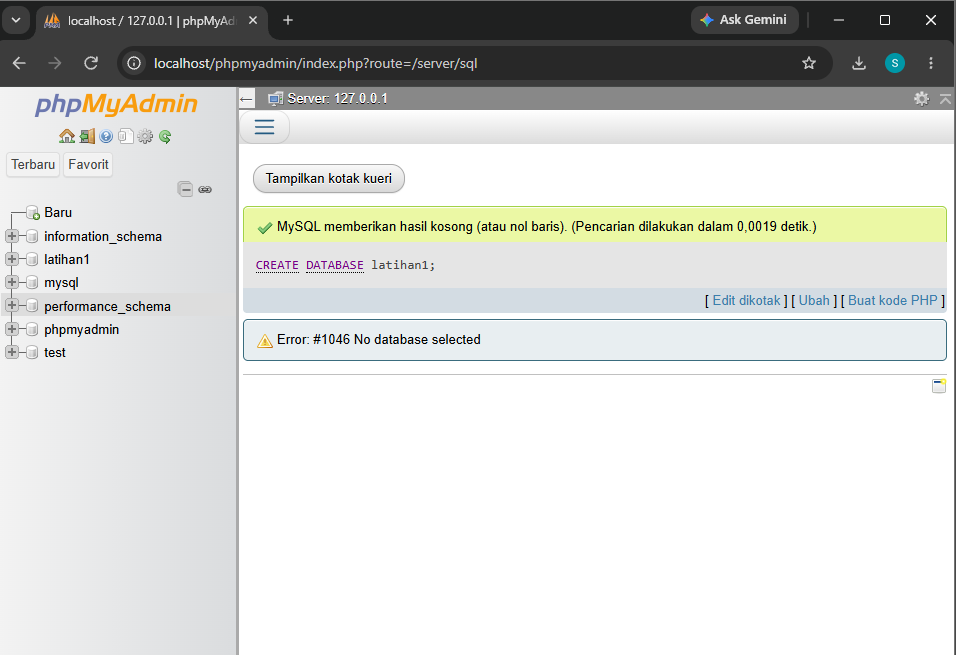 localhost / 127.0.0.1 | phpMyAd
Ask Gemini
localhost/phpmyadmin/index.php?route=/server/sql
S
phpMyAdmin
Terbaru
Favorit
Baru
information_schema
latihan1
mysql
performance_schema
phpmyadmin
test
Server: 127.0.0.1
Tampilkan kotak kueri
MySQL memberikan hasil kosong (atau nol baris). (Pencarian dilakukan dalam 0,0019 detik.)
CREATE DATABASE latihan1;
[ Edit dikotak ] [ Ubah ] [ Buat kode PHP ]
Error: #1046 No database selected